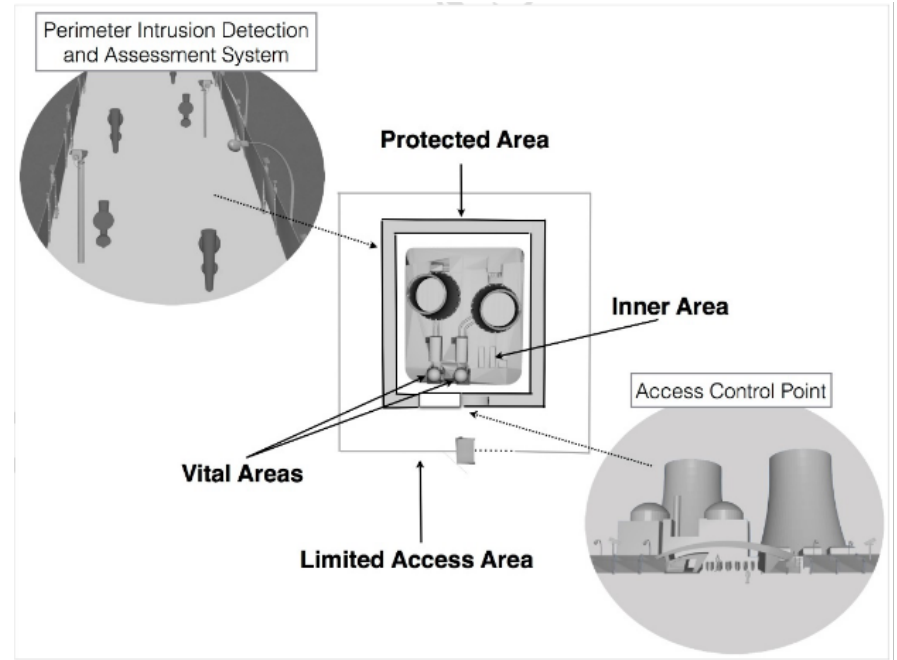 Perimeter Intrusion Detection
and Assessment System
Protected Area
Inner Area
Access Control Point
Vital Areas
Limited Access Area